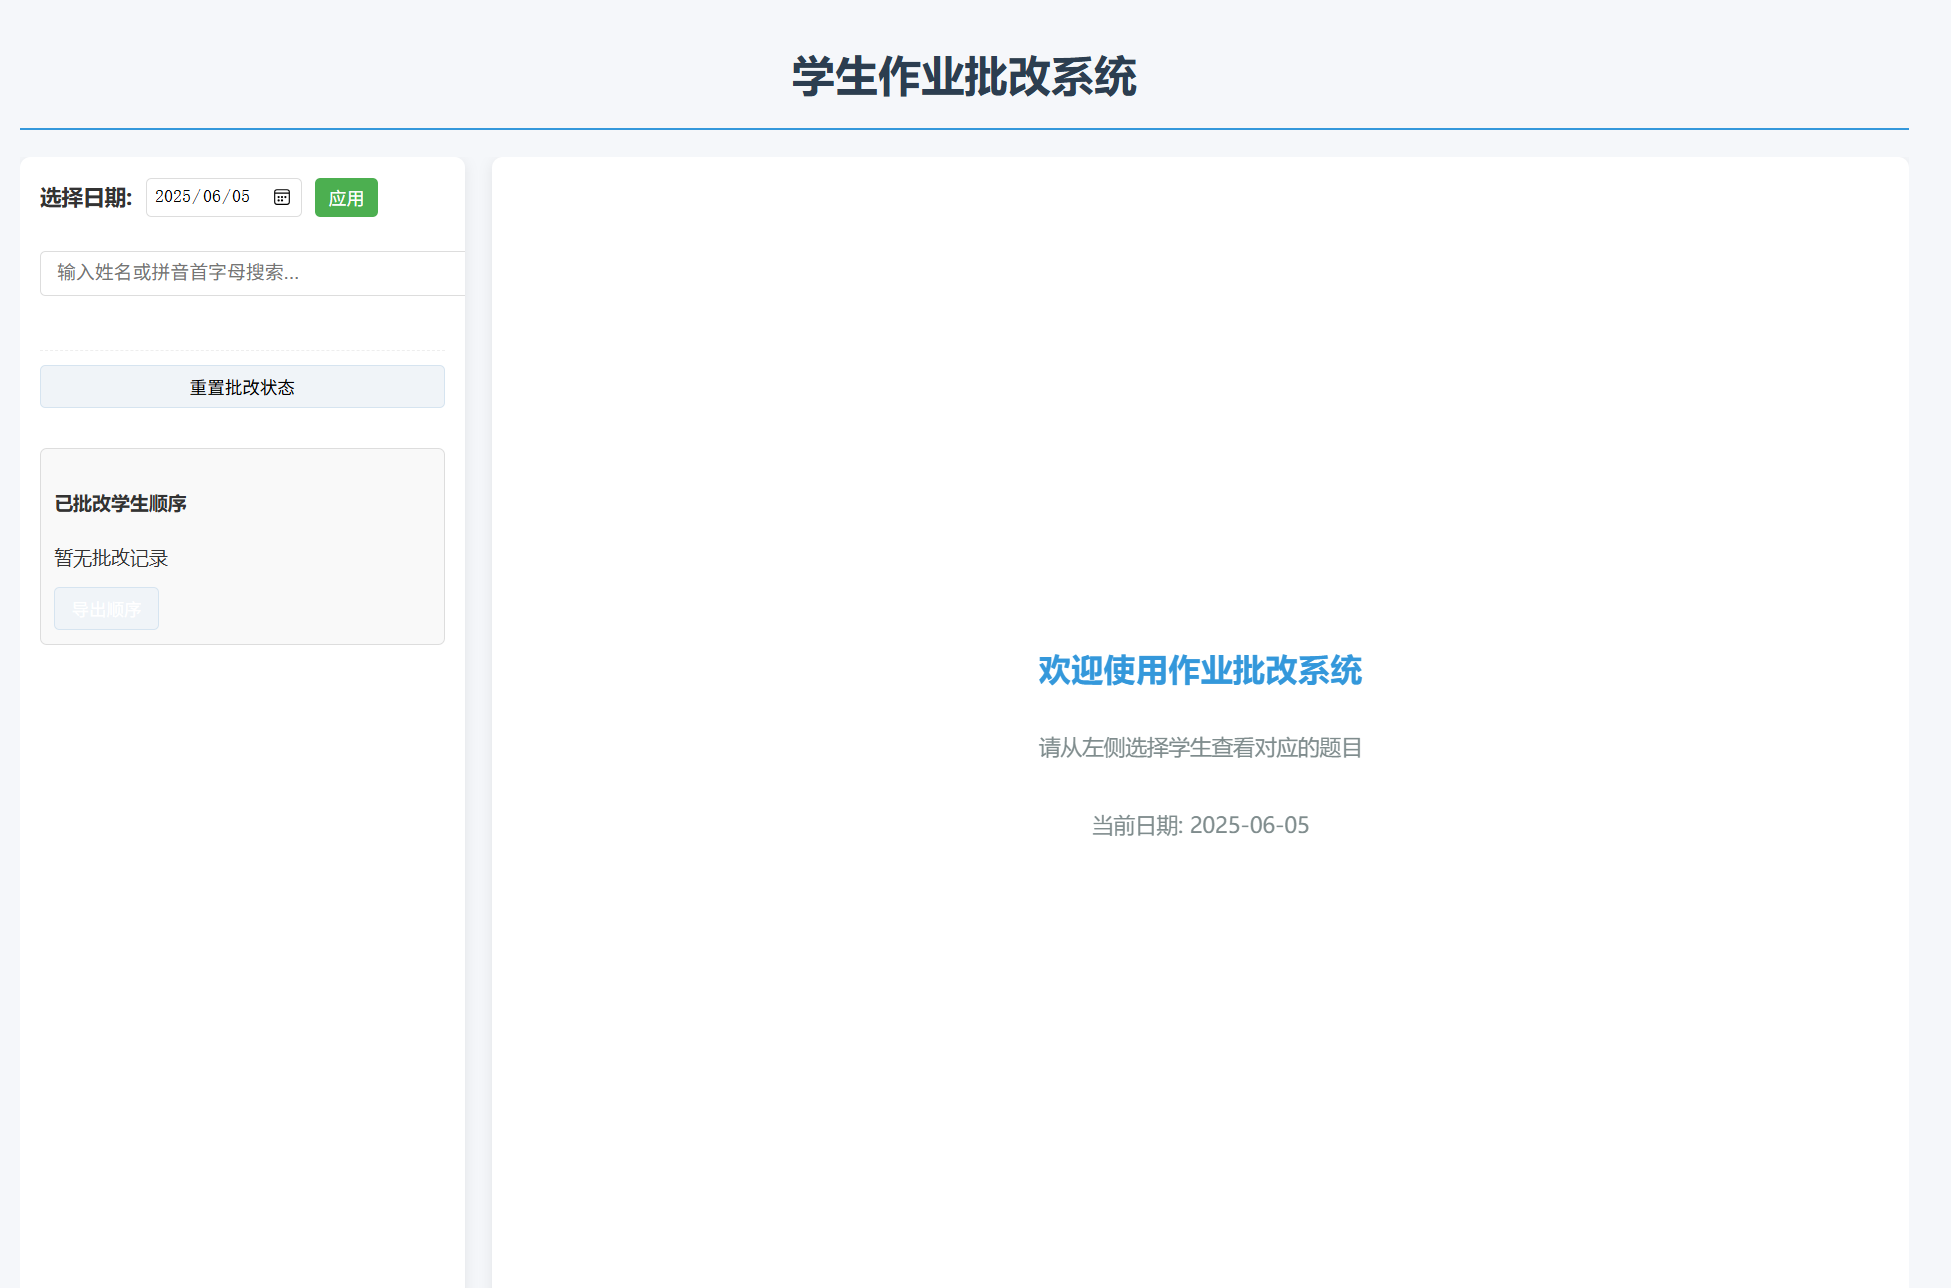 学生作业批改系统
选择日期: 2025/06/05 应用
输入姓名或拼音首字母搜索...
重置批改状态
已批改学生顺序
暂无批改记录
导出顺序
欢迎使用作业批改系统
请从左侧选择学生查看对应的题目
当前日期: 2025-06-05